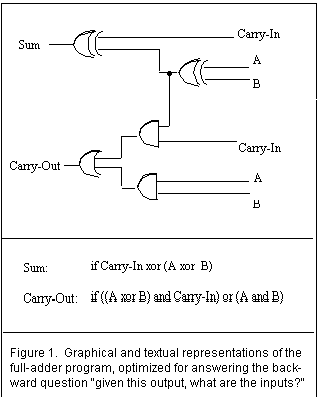 Carry-In
Sum
A
B
Carry-In
Carry-Out
A
B
Sum: if Carry-In xor (A xor B)
Carry-Out: if ((A xor B) and Carry-In) or (A and B)
Figure 1. Graphical and textual representations of the
full-adder program, optimized for answering the back-
ward question "given this output, what are the inputs?"